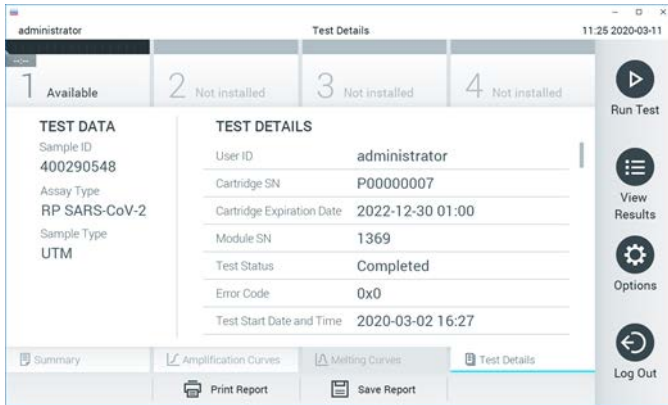 administrator Test Details 11:25 2020-03-11
--:--
1 Available 2 Not installed 3 Not installed 4 Not installed
Run Test
View
Results
Options
Log Out
TEST DATA
Sample ID
400290548
Assay Type
RP SARS-CoV-2
Sample Type
UTM
TEST DETAILS
User ID administrator
Cartridge SN P00000007
Cartridge Expiration Date 2022-12-30 01:00
Module SN 1369
Test Status Completed
Error Code 0x0
Test Start Date and Time 2020-03-02 16:27
Summary Amplification Curves Melting Curves Test Details
Print Report Save Report